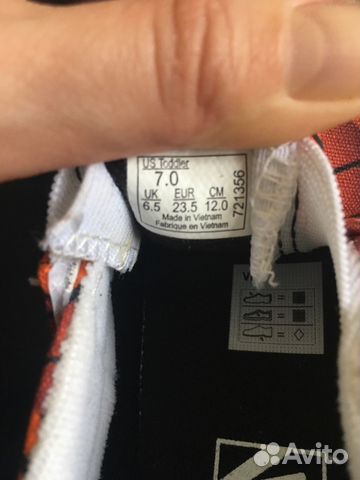 US Toddler
7.0
UK EUR CM
6.5 23.5 12.0
Made in Vietnam
Fabrique en Vietnam
721356
Avito